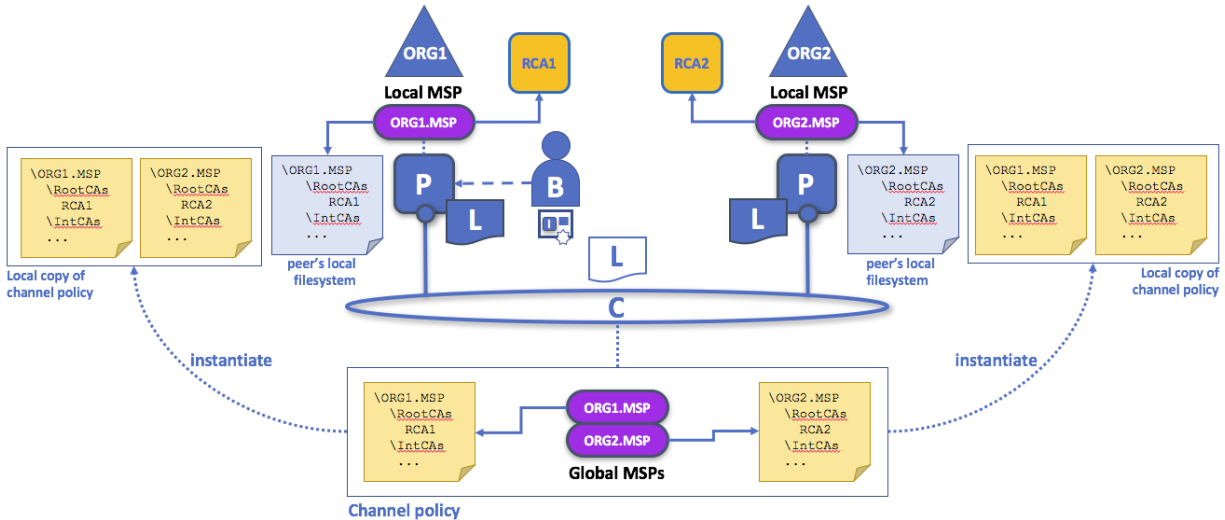 ORG1
RCA1
RCA2
ORG2
Local MSP
Local MSP
ORG1.MSP
ORG2.MSP
\ORG1.MSP
\RootCAs
RCA1
\IntCAs
...
\ORG2.MSP
\RootCAs
RCA2
\IntCAs
...
Local copy of
channel policy
\ORG1.MSP
\RootCAs
RCA1
\IntCAs
...
peer's local
filesystem
P
L
B
I
L
P
L
\ORG2.MSP
\RootCAs
RCA2
\IntCAs
...
peer's local
filesystem
\ORG1.MSP
\RootCAs
RCA1
\IntCAs
...
\ORG2.MSP
\RootCAs
RCA2
\IntCAs
...
Local copy of
channel policy
C
instantiate
instantiate
\ORG1.MSP
\RootCAs
RCA1
\IntCAs
...
ORG1.MSP
ORG2.MSP
Global MSPs
\ORG2.MSP
\RootCAs
RCA2
\IntCAs
...
Channel policy